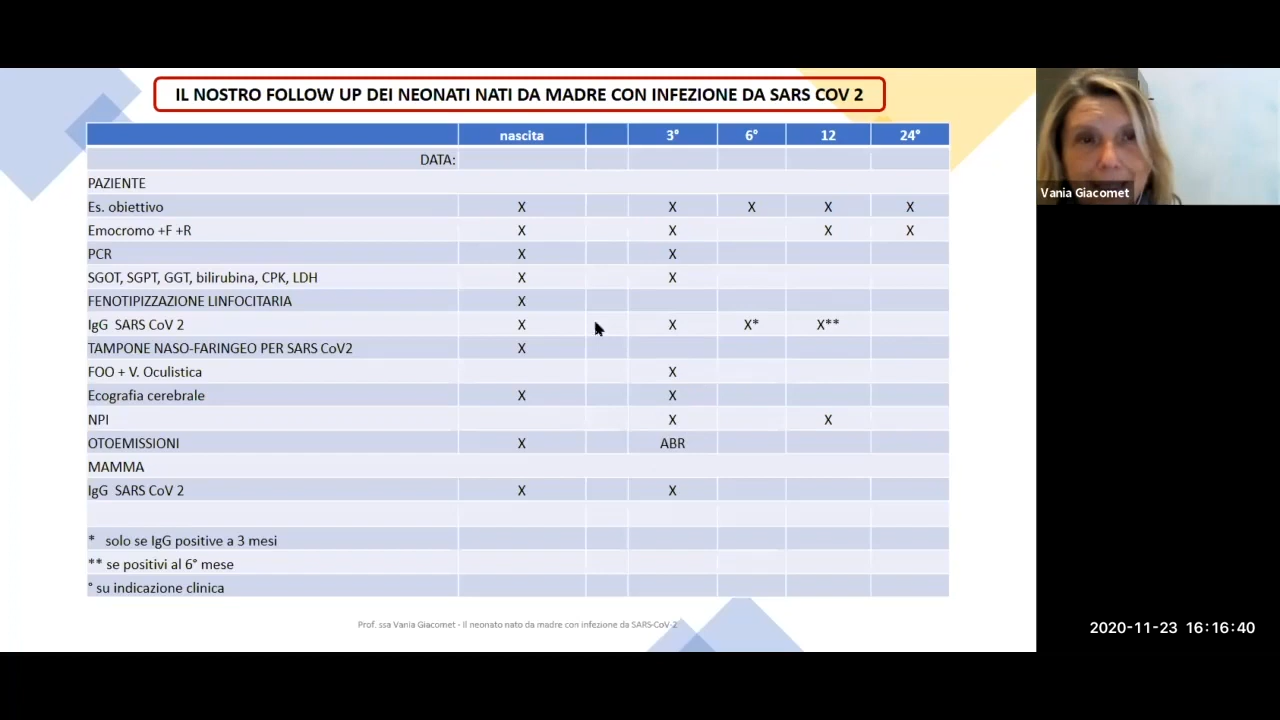 IL NOSTRO FOLLOW UP DEI NEONATI NATI DA MADRE CON INFEZIONE DA SARS COV 2
nascita 3° 6° 12 24°
DATA:
PAZIENTE
Es. obiettivo X X X X X
Emocromo +F +R X X X X
PCR X X
SGOT, SGPT, GGT, bilirubina, CPK, LDH X X
FENOTIPIZZAZIONE LINFOCITARIA X
IgG SARS CoV 2 X X X* X**
TAMPONE NASO-FARINGEO PER SARS CoV2 X
FOO + V. Oculistica X
Ecografia cerebrale X X
NPI X X
OTOEMISSIONI X ABR
MAMMA
IgG SARS CoV 2 X X
* solo se IgG positive a 3 mesi
** se positivi al 6° mese
° su indicazione clinica
Prof. ssa Vania Giacomet - Il neonato nato da madre con infezione da SARS-CoV-2
Vania Giacomet
2020-11-23 16:16:40